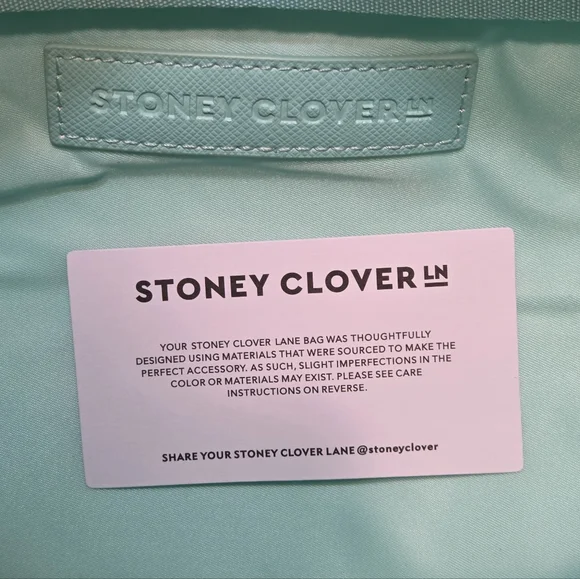 STONEY CLOVER LN
STONEY CLOVER LN
YOUR STONEY CLOVER LANE BAG WAS THOUGHTFULLY
DESIGNED USING MATERIALS THAT WERE SOURCED TO MAKE THE
PERFECT ACCESSORY. AS SUCH, SLIGHT IMPERFECTIONS IN THE
COLOR OR MATERIALS MAY EXIST. PLEASE SEE CARE
INSTRUCTIONS ON REVERSE.
SHARE YOUR STONEY CLOVER LANE @stoneyclover